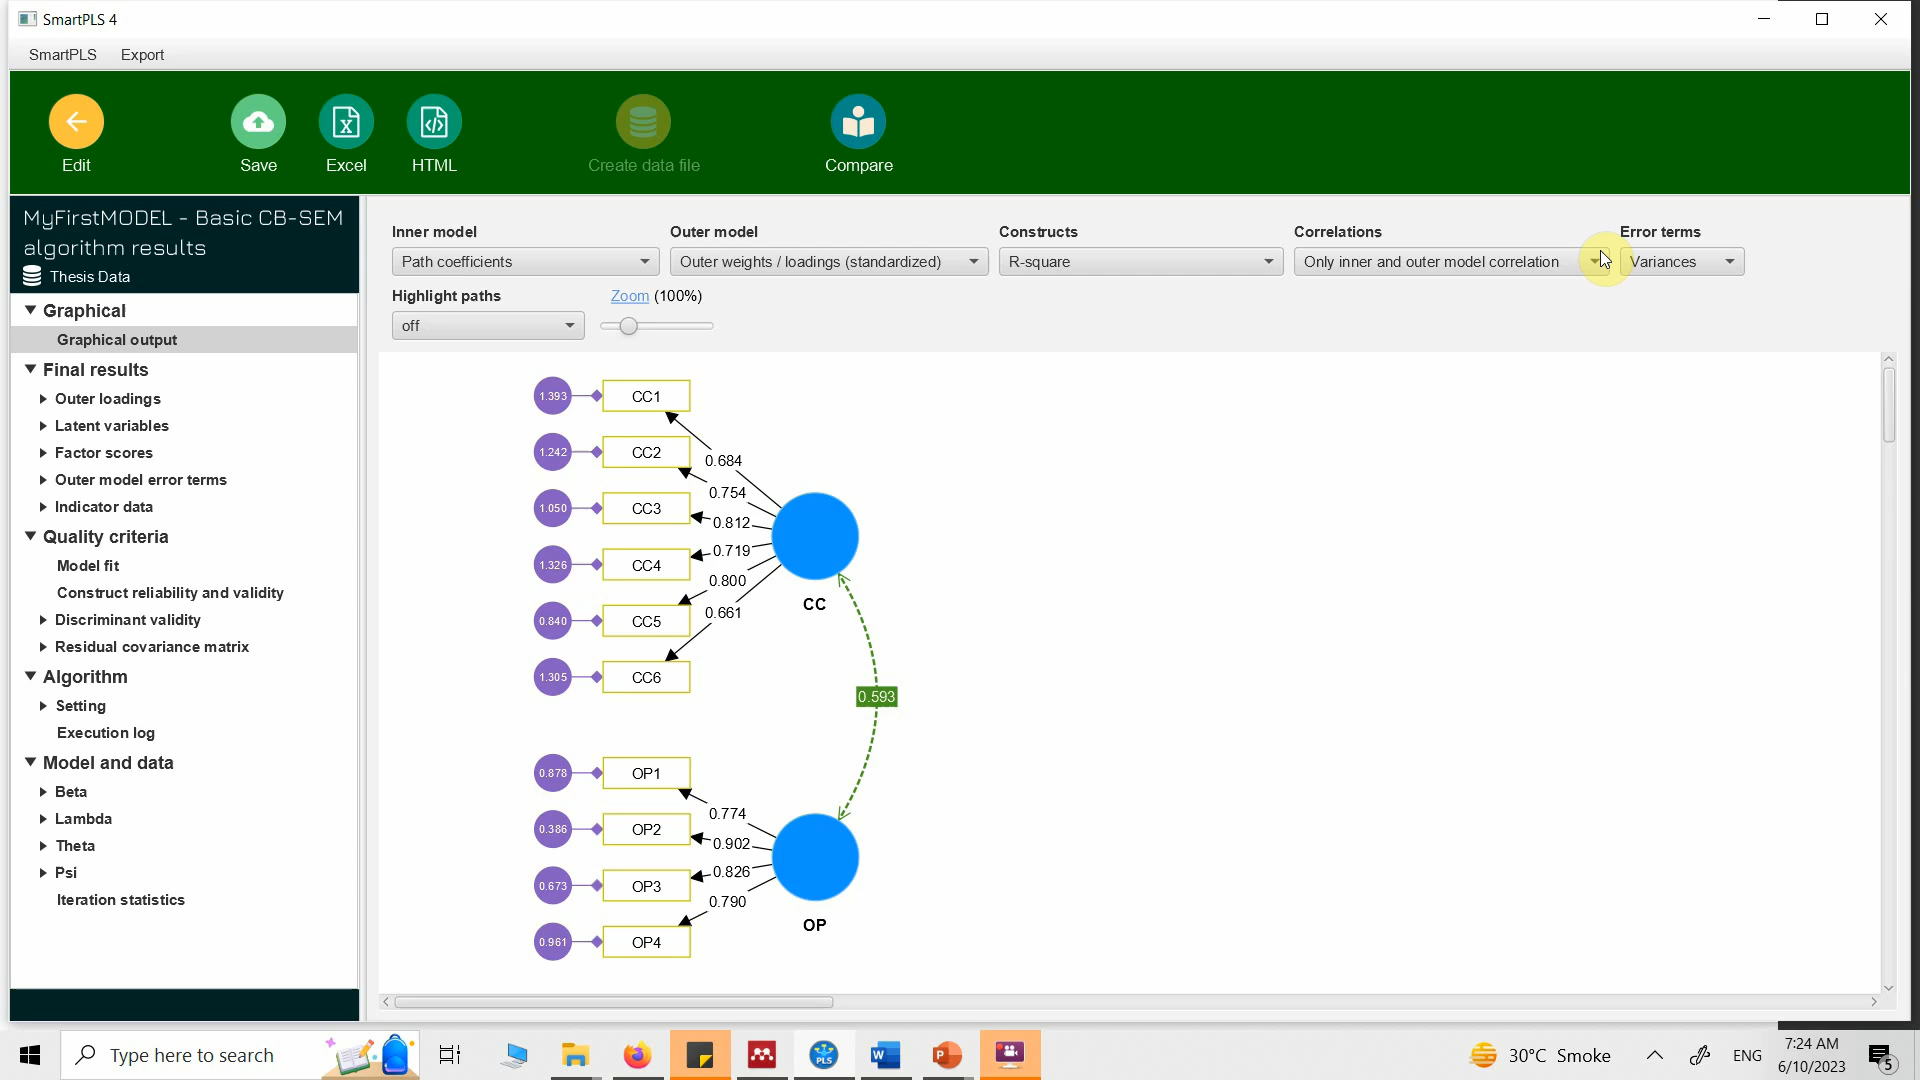 SmartPLS 4
SmartPLS Export
Edit
Save
Excel
HTML
Create data file
Compare
MyFirstMODEL - Basic CB-SEM
algorithm results
Thesis Data
Graphical
Graphical output
Final results
Outer loadings
Latent variables
Factor scores
Outer model error terms
Indicator data
Quality criteria
Model fit
Construct reliability and validity
Discriminant validity
Residual covariance matrix
Algorithm
Setting
Execution log
Model and data
Beta
Lambda
Theta
Psi
Iteration statistics
Inner model
Path coefficients
Outer model
Outer weights / loadings (standardized)
Constructs
R-square
Correlations
Only inner and outer model correlation
Error terms
Variances
Highlight paths
off
Zoom (100%)
1.393 CC1
0.684
1.242 CC2
0.754
1.050 CC3
0.812
1.326 CC4
0.719
0.800
0.840 CC5
0.661
1.305 CC6
CC
0.593
0.878 OP1
0.774
0.386 OP2
0.902
0.673 OP3
0.826
0.790
0.961 OP4
OP
Type here to search
PLS
30°C Smoke
ENG
7:24 AM
6/10/2023
5